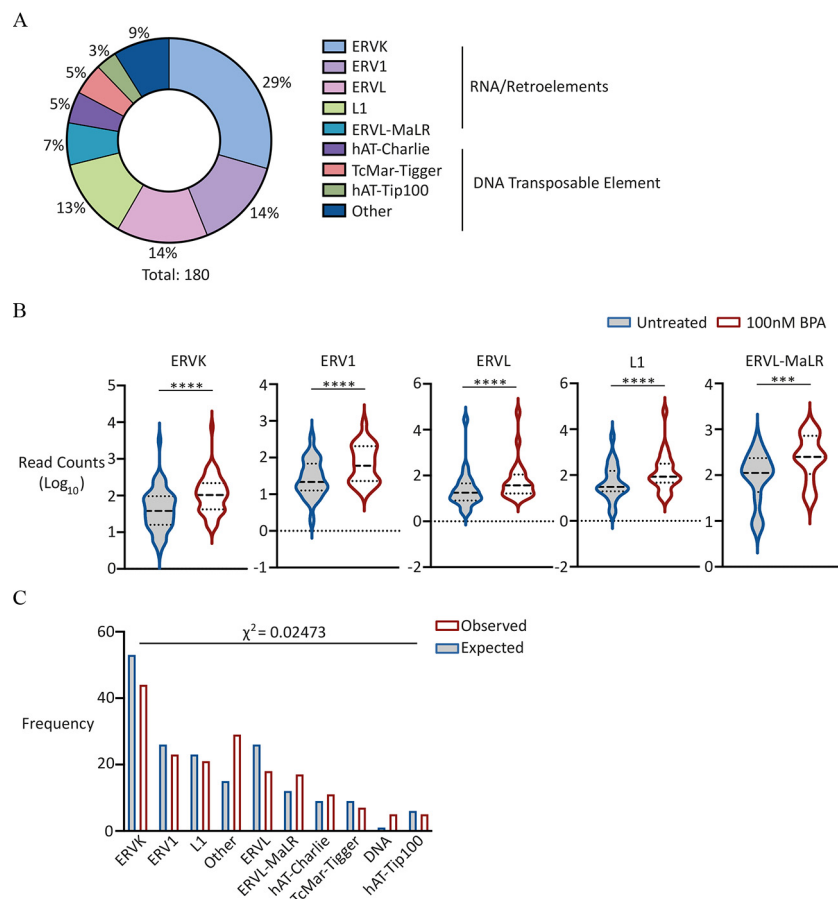 A
9%
3%
5%
5%
7%
13%
14%
14%
29%
Total: 180
ERVK
ERV1
ERVL
L1
ERVL-MaLR
hAT-Charlie
TcMar-Tigger
hAT-Tip100
Other
RNA/Retroelements
DNA Transposable Element
B
Untreated
100nM BPA
ERVK
ERV1
ERVL
L1
ERVL-MaLR
****
****
****
****
***
Read Counts
(Log10)
5
4
3
2
1
0
4
3
2
1
0
-1
6
4
2
0
-2
6
4
2
0
-2
4
3
2
1
0
C
χ² = 0.02473
Observed
Expected
Frequency
60
40
20
0
ERVK
ERV1
L1
Other
ERVL
ERVL-MaLR
hAT-Charlie
TcMar-Tigger
DNA
hAT-Tip100